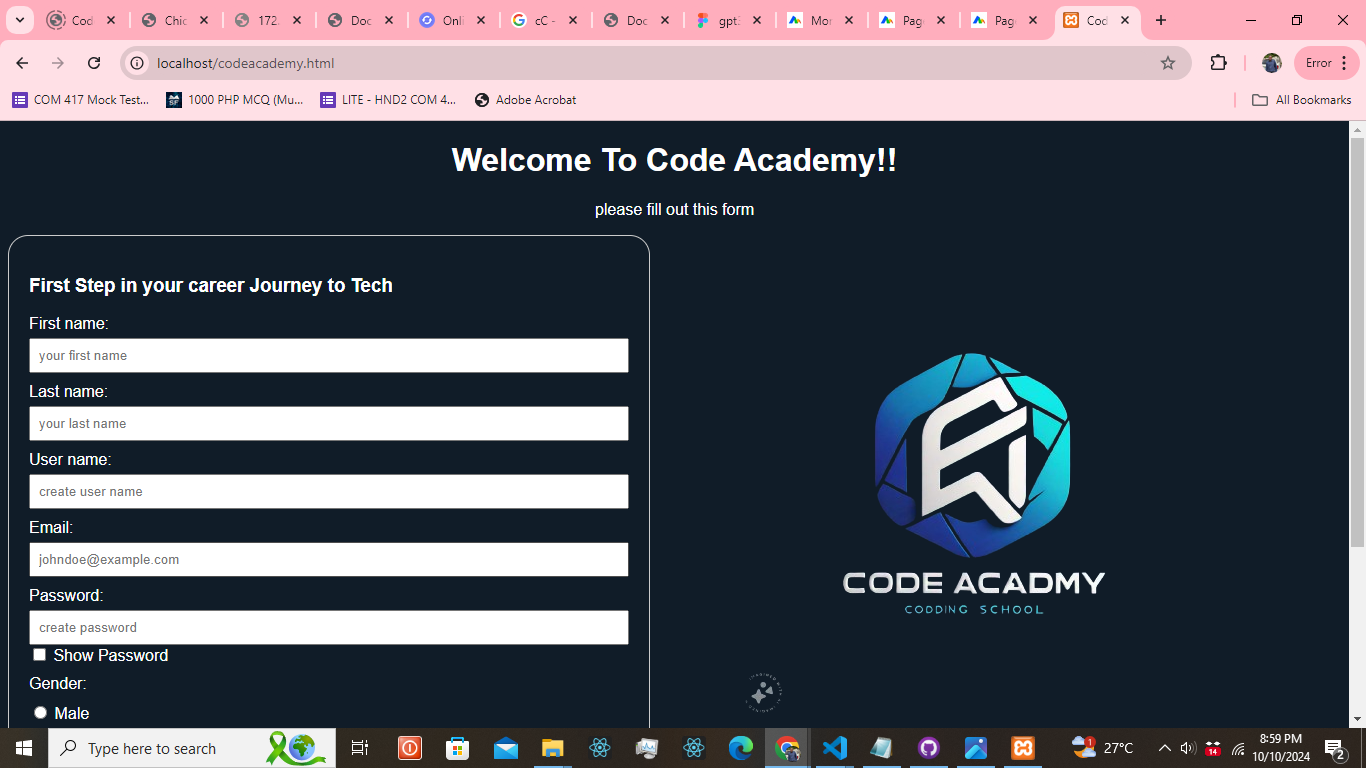 Cod
Chic
172.
Doc
Onli
cC -
Doc
gpt:
Mor
Page
Page
Cod
localhost/codeacademy.html
Error
COM 417 Mock Test...
1000 PHP MCQ (Mu...
LITE - HND2 COM 4...
Adobe Acrobat
All Bookmarks
Welcome To Code Academy!!
please fill out this form
First Step in your career Journey to Tech
First name:
your first name
Last name:
your last name
User name:
create user name
Email:
johndoe@example.com
Password:
create password
Show Password
Gender:
Male
CODE ACADMY
CODDING SCHOOL
Type here to search
1
27°C
14
8:59 PM
10/10/2024
2